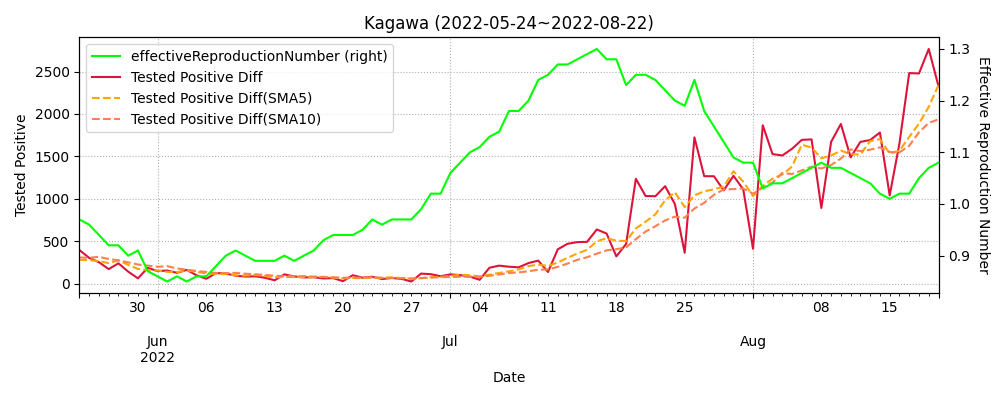 Kagawa (2022-05-24~2022-08-22)
effectiveReproductionNumber (right)
Tested Positive Diff
Tested Positive Diff(SMA5)
Tested Positive Diff(SMA10)
Tested Positive
2500
2000
1500
1000
500
0
Effective Reproduction Number
1.3
1.2
1.1
1.0
0.9
30 06 13 20 27 04 11 18 25 08 15
Jun Jul Aug
2022
Date